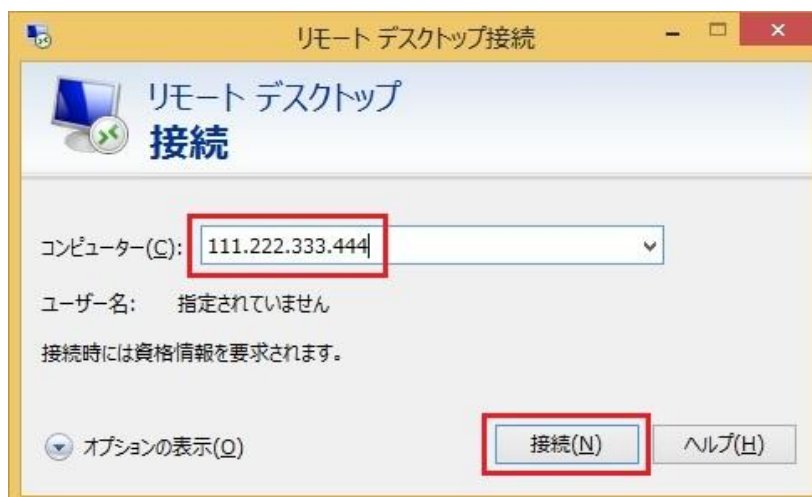 リモート デスクトップ接続
リモート デスクトップ
接続
コンピューター(C): 111.222.333.444
ユーザー名: 指定されていません
接続時には資格情報を要求されます。
オプションの表示(O) 接続(N) ヘルプ(H)